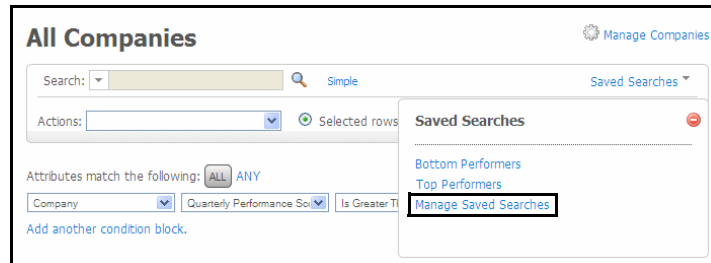 All Companies
Manage Companies
Search:
Simple
Saved Searches
Actions:
Selected rows
Saved Searches
Bottom Performers
Top Performers
Manage Saved Searches
Attributes match the following: ALL ANY
Company
Quarterly Performance
Is Greater
Add another condition block.